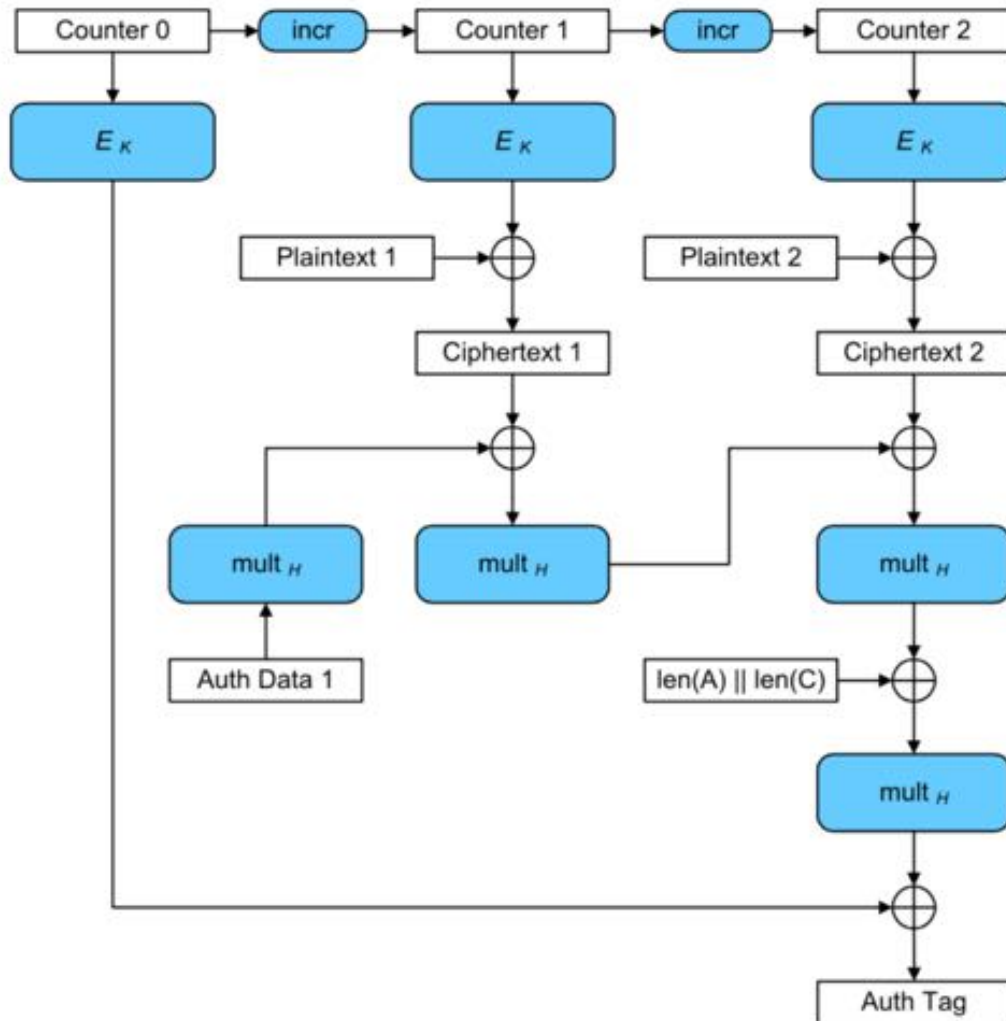 Counter 0
incr
Counter 1
incr
Counter 2
E K
E K
E K
Plaintext 1
Plaintext 2
Ciphertext 1
Ciphertext 2
mult H
mult H
mult H
Auth Data 1
len(A) || len(C)
mult H
Auth Tag